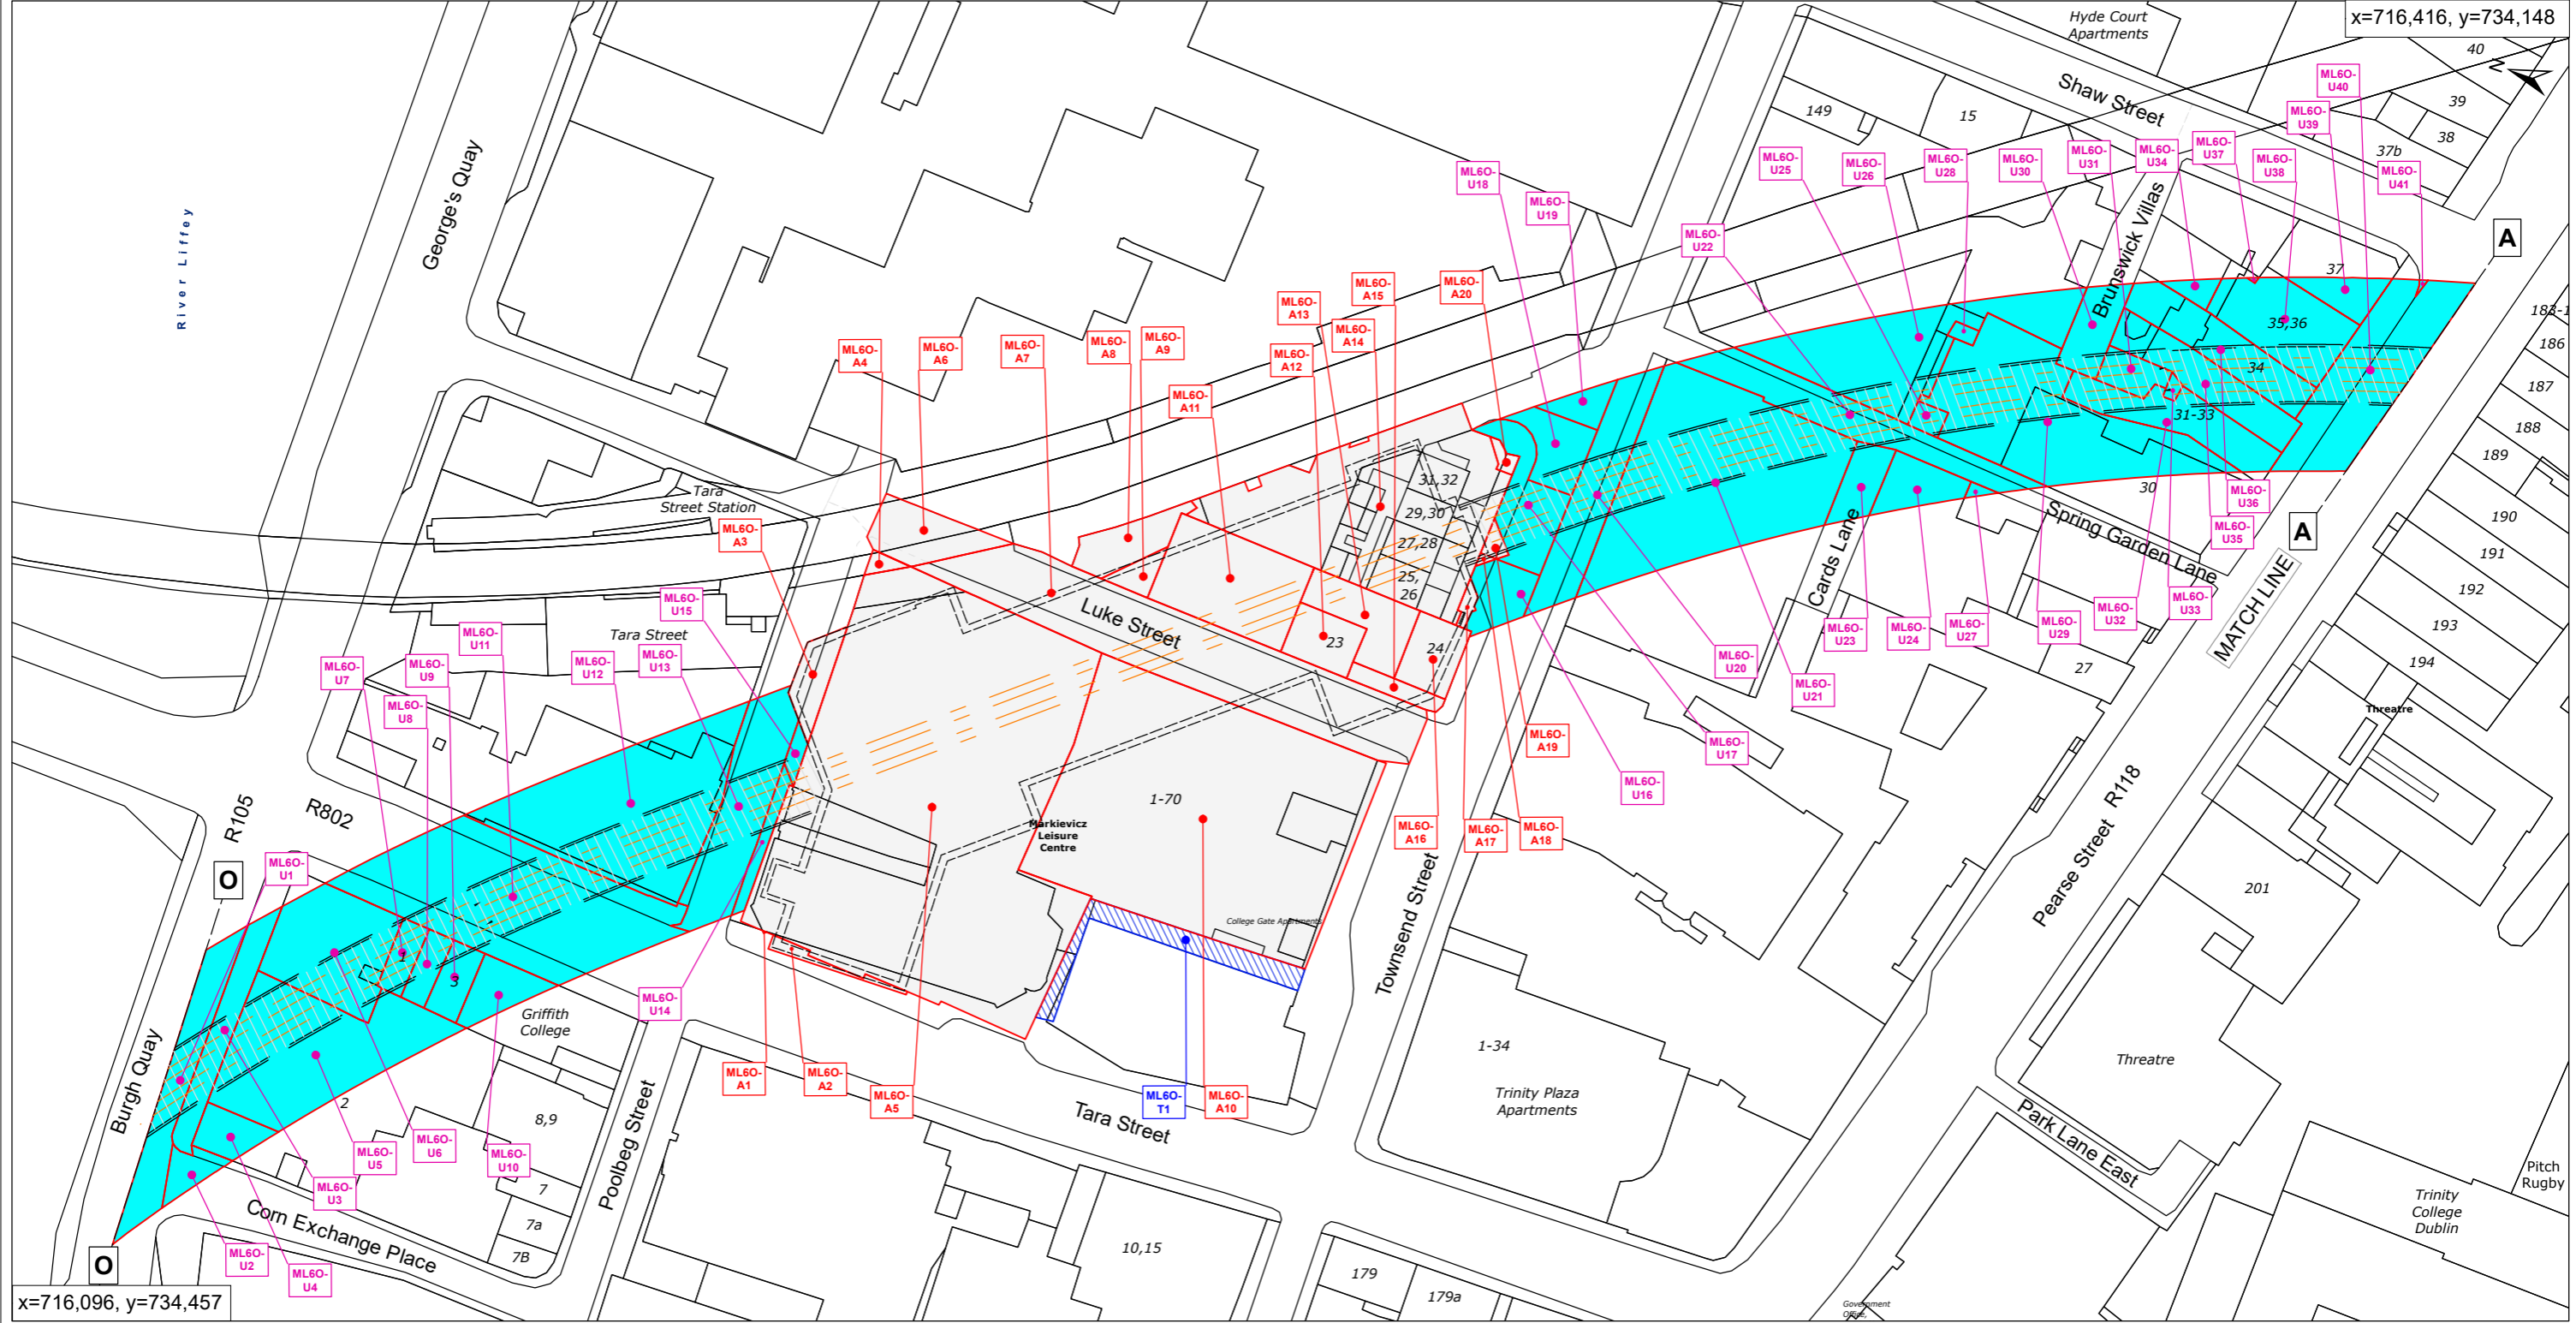 x=716,416, y=734,148
Hyde Court
Apartments
40
N
39
38
37b
Shaw Street
149
15
ML6O-
U40
ML6O-
U39
ML6O-
U41
ML6O-
U38
ML6O-
U37
ML6O-
U34
ML6O-
U31
ML6O-
U30
ML6O-
U28
ML6O-
U26
ML6O-
U25
ML6O-
U22
ML6O-
U18
ML6O-
U19
River Liffey
George's Quay
A
Brunswick Villas
37
35,36
34
31-33
30
A
MATCH LINE
186
187
188
189
190
191
192
193
194
Threatre
ML6O-
A20
ML6O-
A15
ML6O-
A13
ML6O-
A14
ML6O-
A12
ML6O-
A11
ML6O-
A9
ML6O-
A8
ML6O-
A7
ML6O-
A6
ML6O-
A4
ML6O-
A3
Tara
Street Station
Tara Street
ML6O-
U15
ML6O-
U13
ML6O-
U12
ML6O-
U11
ML6O-
U9
ML6O-
U7
ML6O-
U8
31,32
29,30
27,28
25,
26
24
23
Luke Street
Cards Lane
Spring Garden Lane
ML6O-
U36
ML6O-
U35
ML6O-
U33
ML6O-
U32
ML6O-
U29
ML6O-
U27
ML6O-
U24
ML6O-
U23
ML6O-
U20
ML6O-
U21
ML6O-
U17
ML6O-
U16
ML6O-
A19
ML6O-
A18
ML6O-
A17
ML6O-
A16
27
1-70
Markievicz
Leisure
Centre
College Gate Apartments
Townsend Street
Pearse Street R118
201
Threatre
Park Lane East
Trinity
College
Dublin
Pitch
Rugby
R105
R802
O
ML6O-
U1
1
3
2
Griffith
College
ML6O-
U14
8,9
7
7a
7B
Burgh Quay
Poolbeg Street
Corn Exchange Place
ML6O-
U5
ML6O-
U6
ML6O-
U10
ML6O-
U3
ML6O-
U2
ML6O-
U4
ML6O-
A1
ML6O-
A2
ML6O-
A5
ML6O-
T1
ML6O-
A10
Tara Street
1-34
Trinity Plaza
Apartments
10,15
179
179a
Government
Office,
O
x=716,096, y=734,457